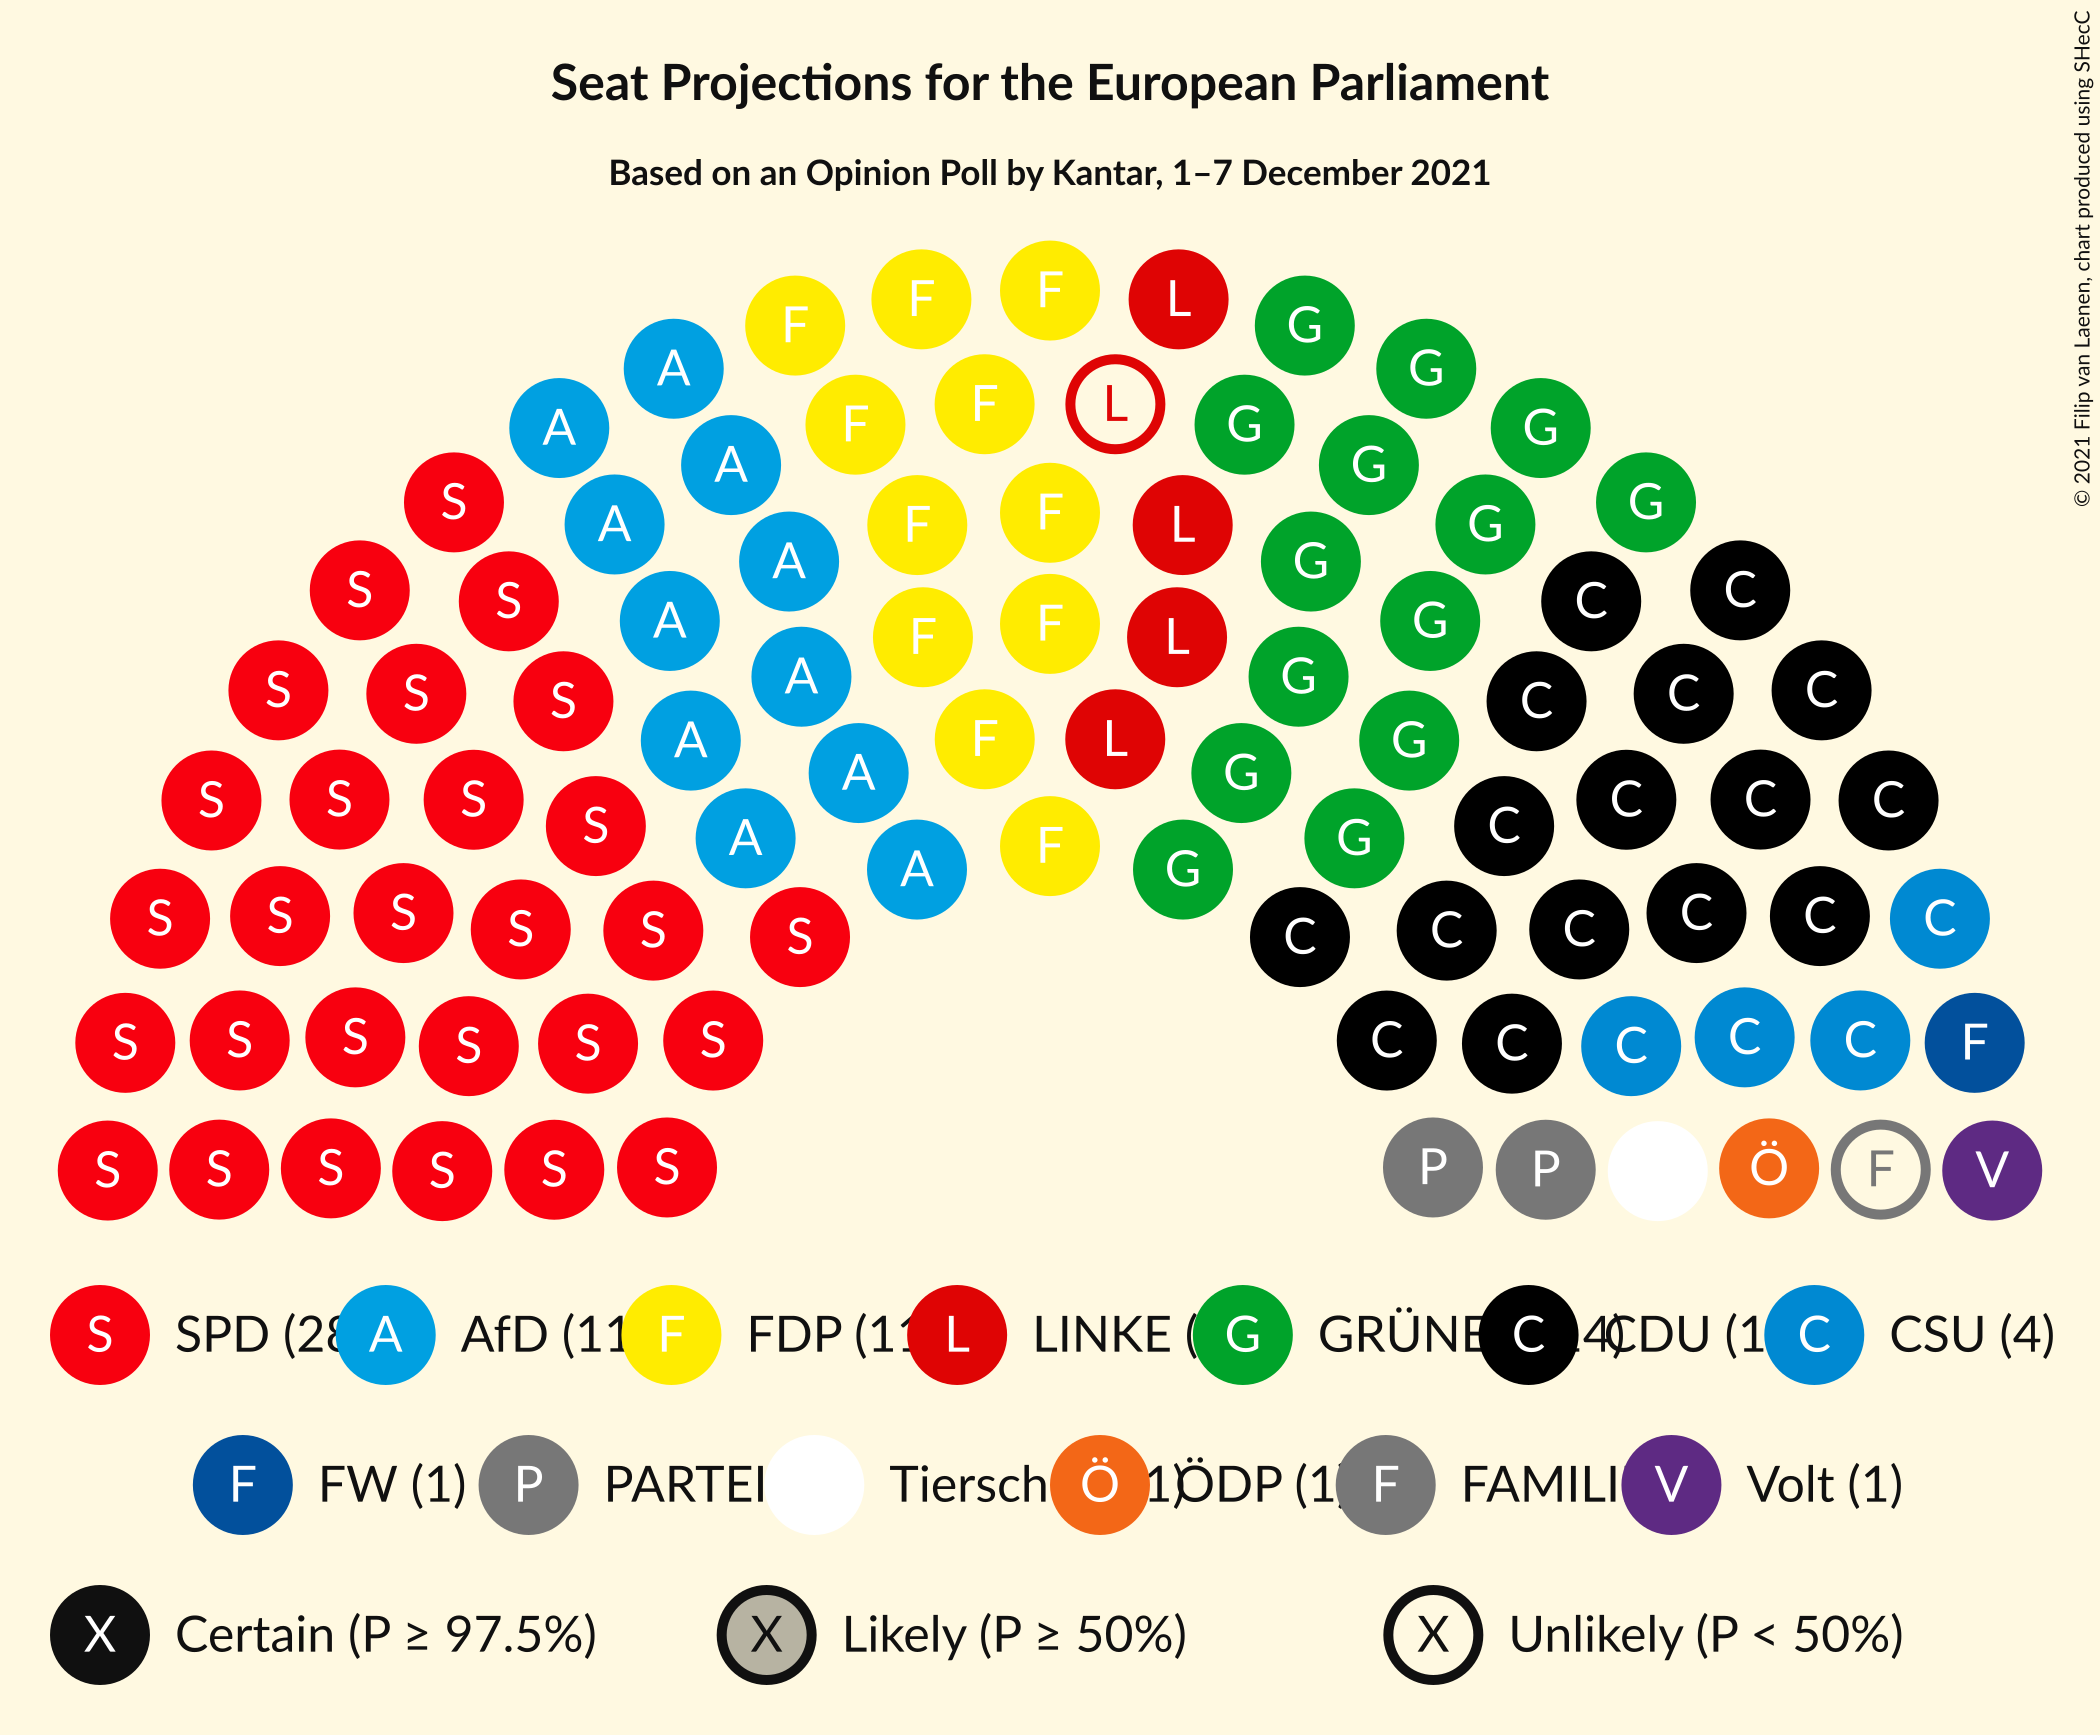 Seat Projections for the European Parliament
Based on an Opinion Poll by Kantar, 1–7 December 2021
© 2021 Filip van Laenen, chart produced using SHecC
F F F L G
A F F L G G
A A F F L G G G
S A A F F L G G G G
S S A A F L G G G C C
S S S A A F G G G C C C
S S S S A A G G C C C C
S S S S S S C C C C C C
S S S S S S C C C C C F
S S S S S S P P Ö F V
S SPD (28 A AfD (11 F FDP (11 L LINKE ( G GRÜNE C 4) CDU (1 C CSU (4)
F FW (1) P PARTEI Tiersch Ö 1) ÖDP (1 F FAMILI V Volt (1)
X Certain (P ≥ 97.5%) X Likely (P ≥ 50%) X Unlikely (P < 50%)